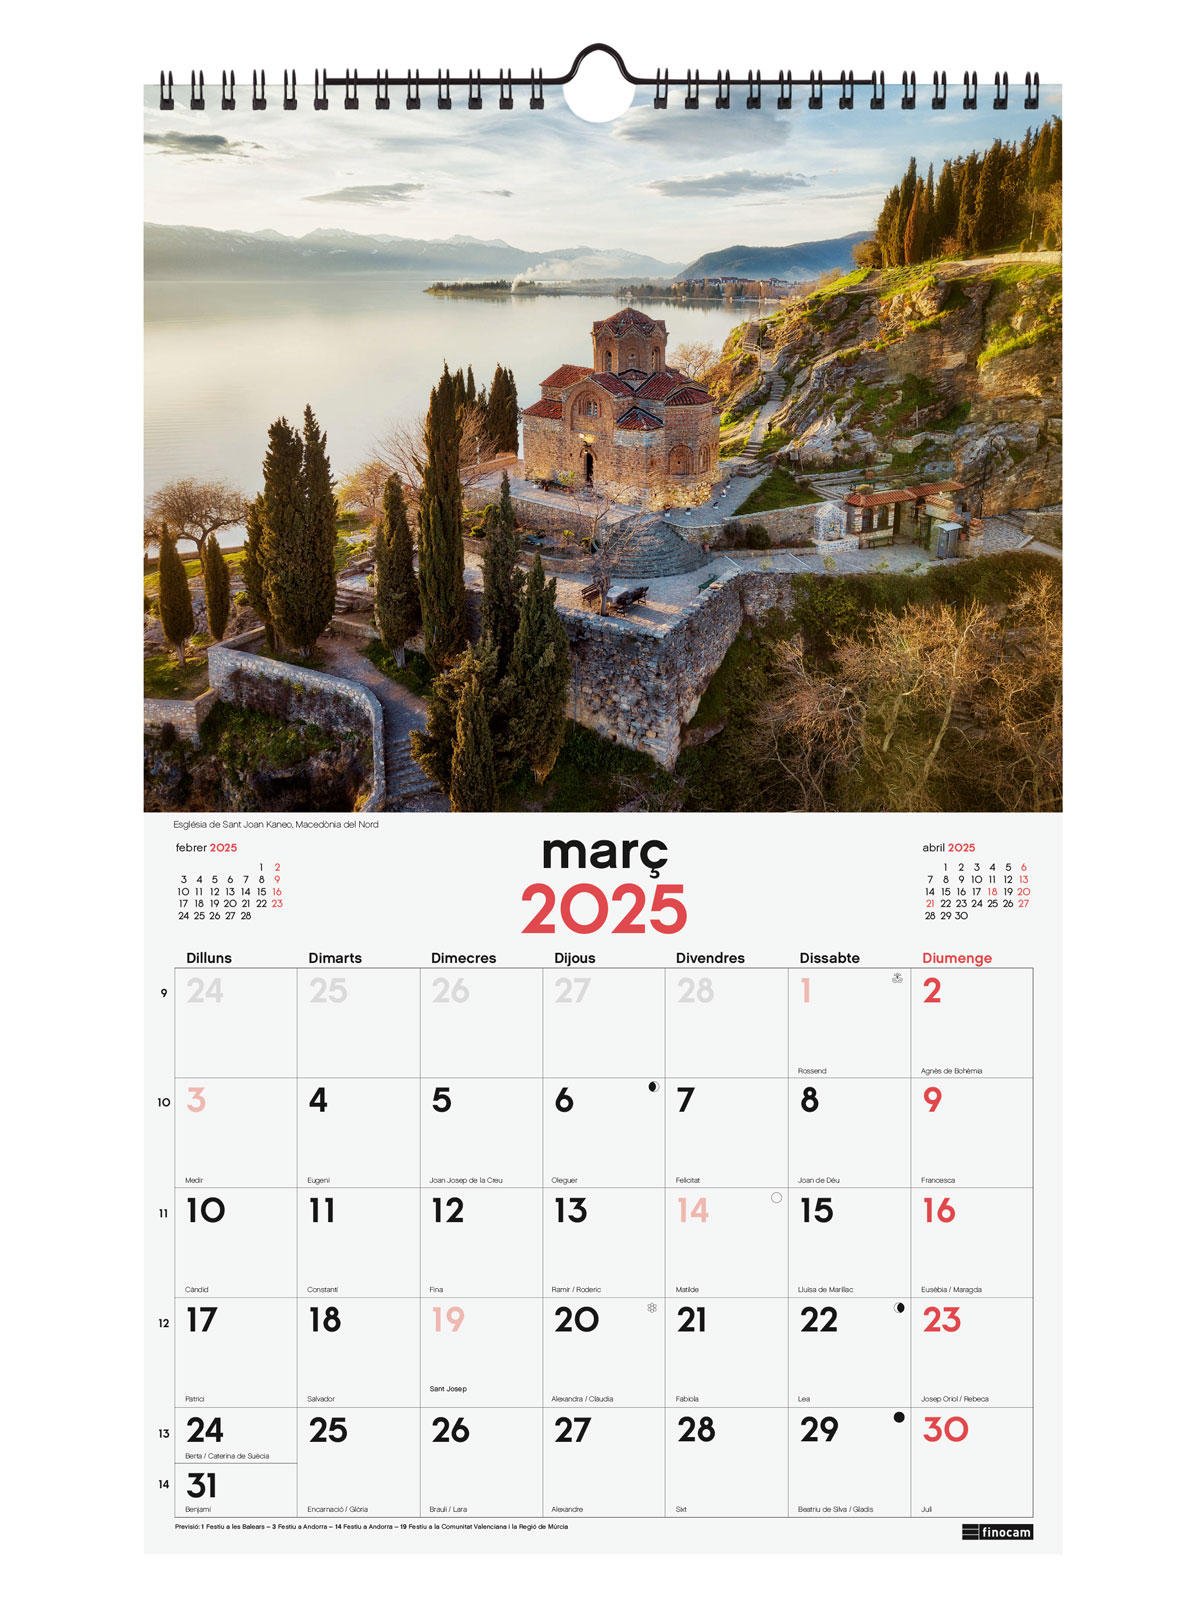 Església de Sant Joan Kaneo, Macedònia del Nord
febrer 2025
1 2
3 4 5 6 7 8 9
10 11 12 13 14 15 16
17 18 19 20 21 22 23
24 25 26 27 28
març
2025
abril 2025
1 2 3 4 5 6
7 8 9 10 11 12 13
14 15 16 17 18 19 20
21 22 23 24 25 26 27
28 29 30
Dilluns Dimarts Dimecres Dijous Divendres Dissabte Diumenge
9 24 25 26 27 28 1 2
Rossend Agnès de Bohèmia
10 3 4 5 6 7 8 9
Medir Eugeni Joan Josep de la Creu Oleguer Felicitat Joan de Déu Francesca
11 10 11 12 13 14 15 16
Càndid Constantí Fina Ramir / Roderic Matilde Lluïsa de Marillac Eusèbia / Maragda
12 17 18 19 20 21 22 23
Patrici Salvador Sant Josep Alexandra / Clàudia Fabiola Lea Josep Oriol / Rebeca
13 24 25 26 27 28 29 30
Berta / Caterina de Suècia
14 31
Benjamí Encarnació / Glòria Brauli / Lara Alexandre Sixt Beatriu de Silva / Gladis Juli
Previsió: 1 Festiu a les Balears – 3 Festiu a Andorra – 14 Festiu a Andorra – 19 Festiu a la Comunitat Valenciana i la Regió de Múrcia
finocam